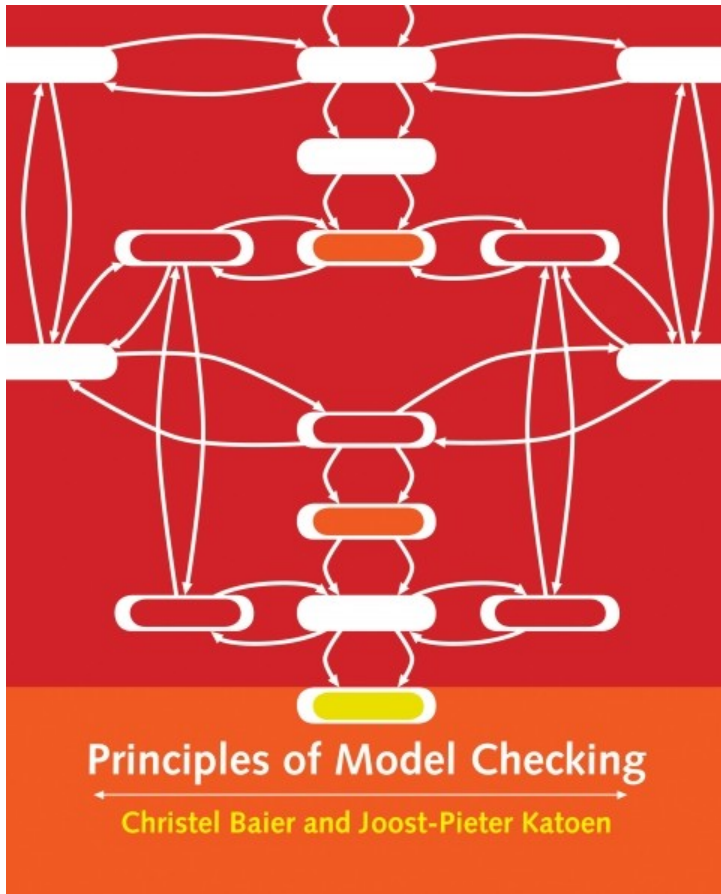 Principles of Model Checking
Christel Baier and Joost-Pieter Katoen